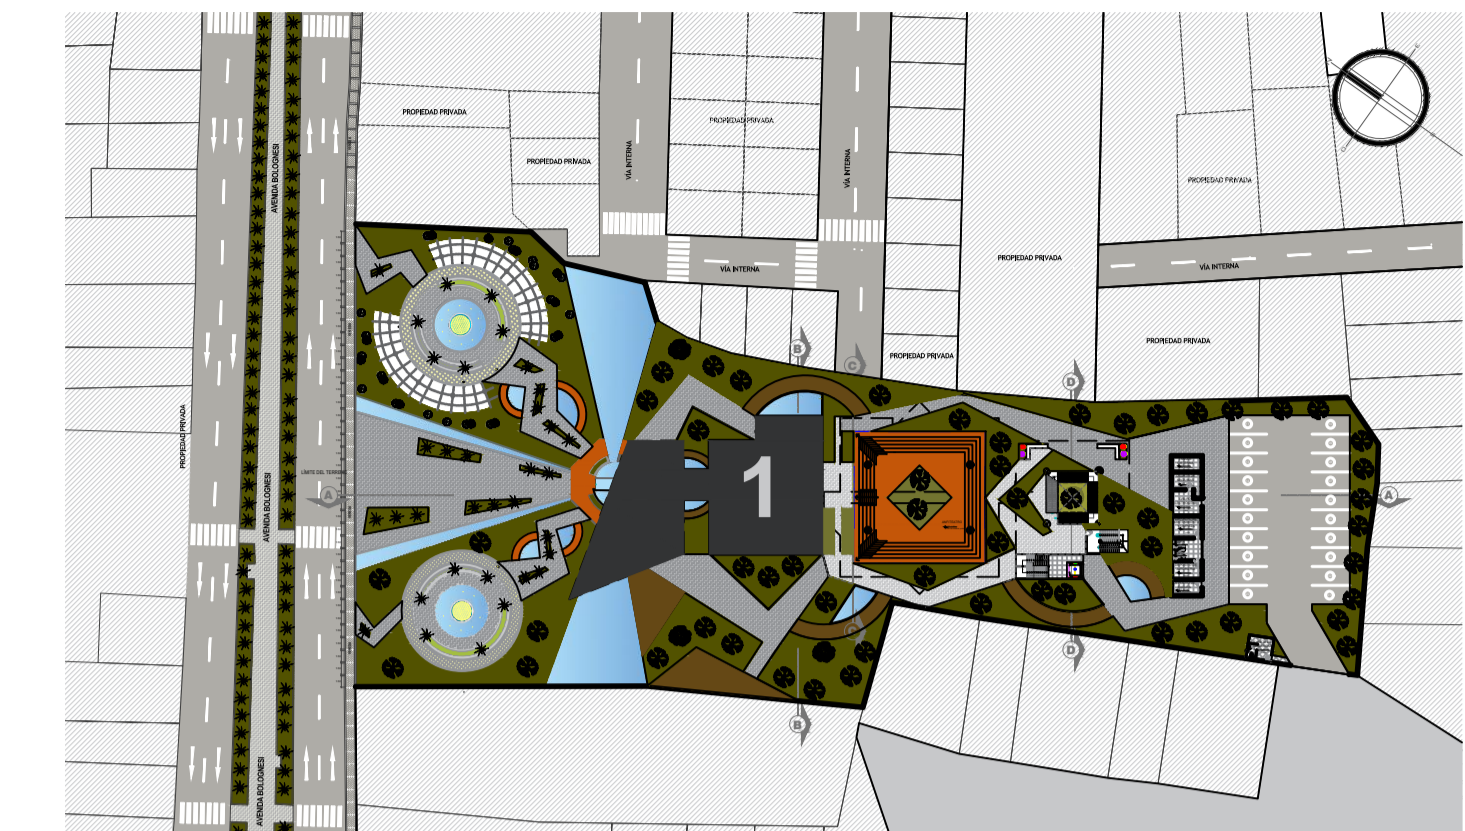 AVENIDA BOLOGNESI
PROPIEDAD PRIVADA
PROPIEDAD PRIVADA
VÍA INTERNA
PROPIEDAD PRIVADA
VÍA INTERNA
PROPIEDAD PRIVADA
PROPIEDAD PRIVADA
VÍA INTERNA
VÍA INTERNA
PROPIEDAD PRIVADA
PROPIEDAD PRIVADA
B
C
D
PROPIEDAD PRIVADA
LÍMITE DEL TERRENO
A
1
A
AVENIDA BOLOGNESI
D
B
AVENIDA BOLOGNESI